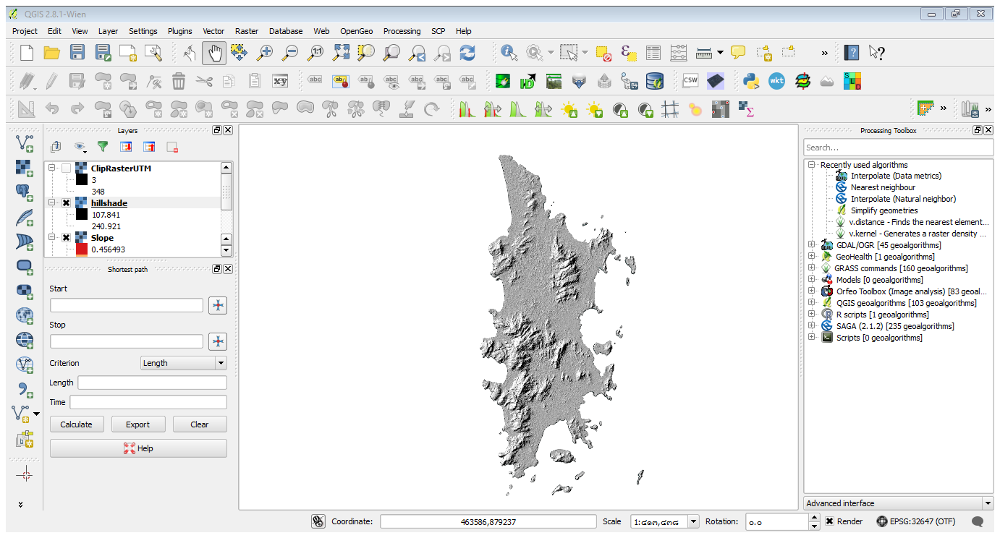 QGIS 2.8.1-Wien
Project Edit View Layer Settings Plugins Vector Raster Database Web OpenGeo Processing SCP Help
1:1
xy abc ab ab abc abc abc abc CSW wkt
Layers
ClipRasterUTM
3
348
hillshade
107.841
240.921
Slope
0.456493
Shortest path
Start
Stop
Criterion Length
Length
Time
Calculate Export Clear
Help
Processing Toolbox
Search...
Recently used algorithms
Interpolate (Data metrics)
Nearest neighbour
Interpolate (Natural neighbor)
Simplify geometries
v.distance - Finds the nearest element...
v.kernel - Generates a raster density ...
GDAL/OGR [45 geoalgorithms]
GeoHealth [1 geoalgorithms]
GRASS commands [160 geoalgorithms]
Models [0 geoalgorithms]
Orfeo Toolbox (Image analysis) [83 geoal...
QGIS geoalgorithms [103 geoalgorithms]
R scripts [1 geoalgorithms]
SAGA (2.1.2) [235 geoalgorithms]
Scripts [0 geoalgorithms]
Advanced interface
Coordinate: 463586,879237 Scale 1:๔๑๓,๔๓๘ Rotation: ๐.๐ Render EPSG:32647 (OTF)